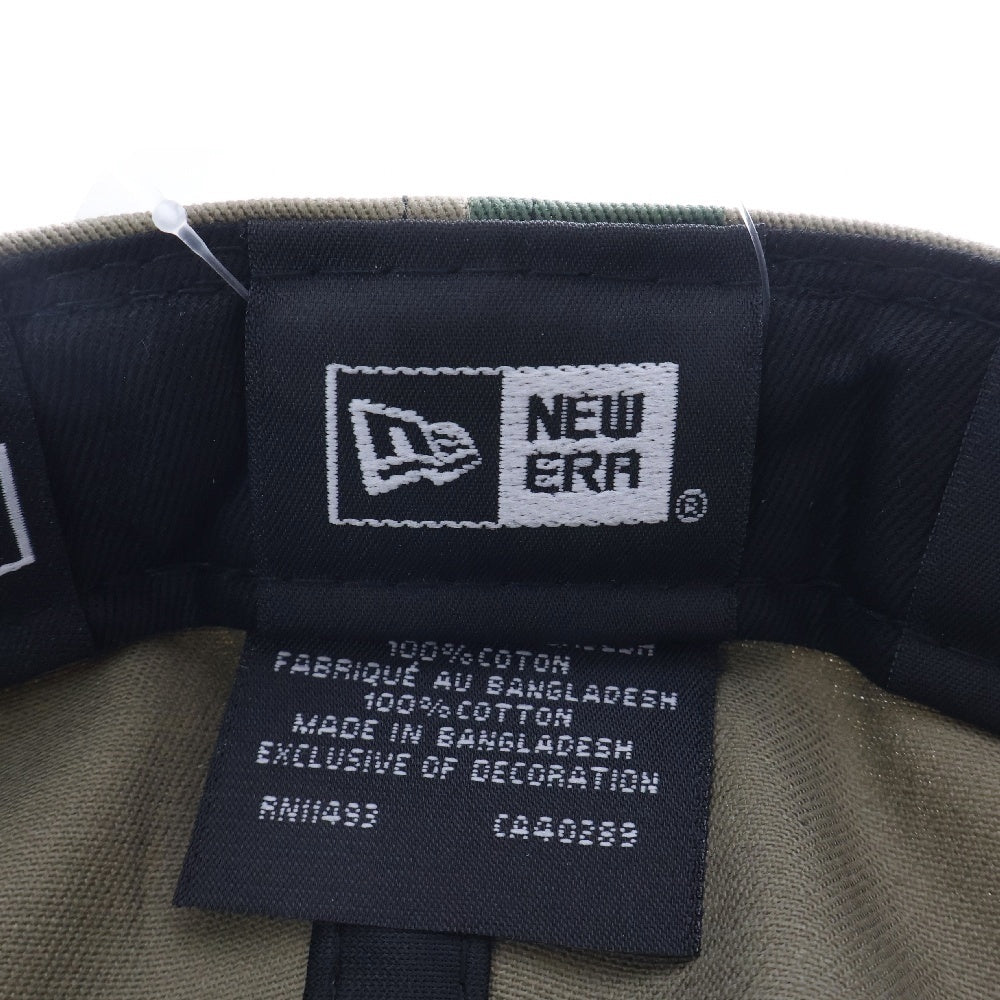 NEW
ERA
®
100%COTON
FABRIQUÉ AU BANGLADESH
100%COTTON
MADE IN BANGLADESH
EXCLUSIVE OF DECORATION
RN11493 CA40289